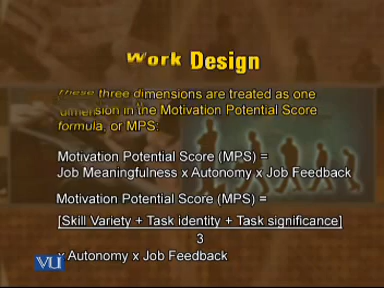 Work Design
These three dimensions are treated as one
dimension in the Motivation Potential Score
formula, or MPS:
Motivation Potential Score (MPS) =
Job Meaningfulness x Autonomy x Job Feedback
Motivation Potential Score (MPS) =
[Skill Variety + Task identity + Task significance]
3
x Autonomy x Job Feedback
VU